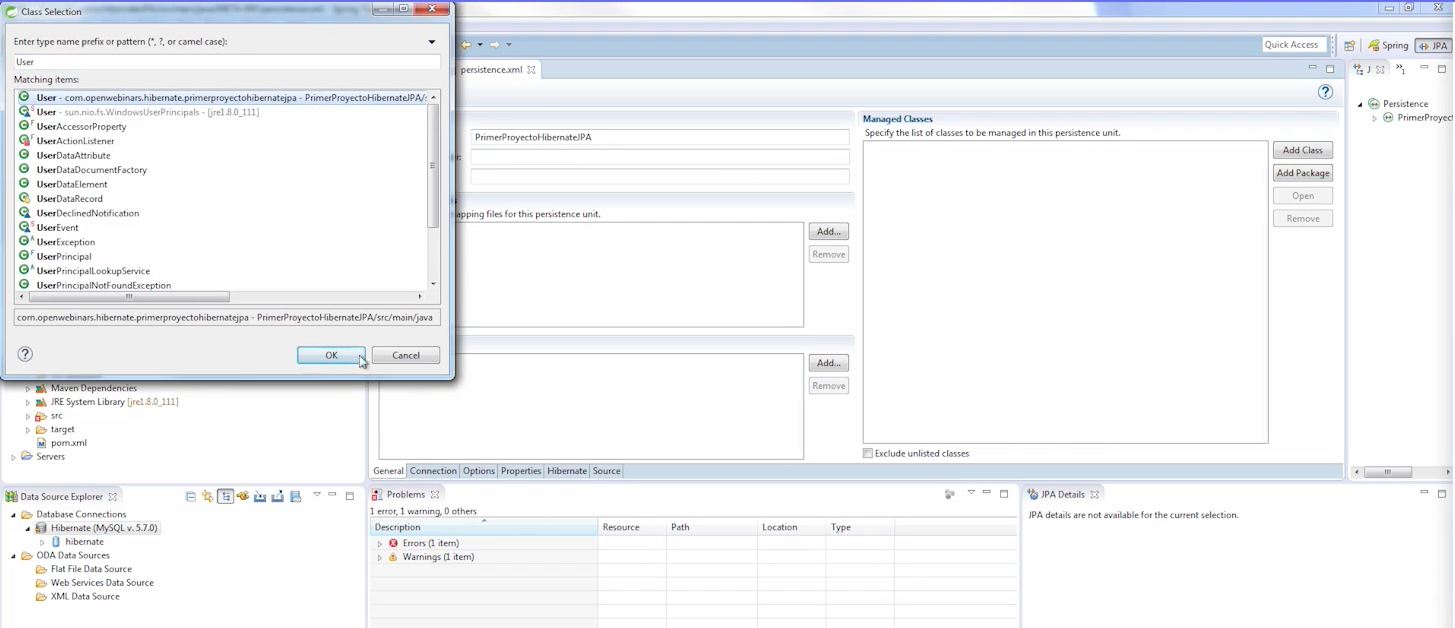 Class Selection
Enter type name prefix or pattern (*, ?, or camel case):
User
Matching items:
User - com.openwebinars.hibernate.primerproyectohibernatejpa - PrimerProyectoHibernateJPA/s
User - sun.nio.fs.WindowsUserPrincipals - [jre1.8.0_111]
UserAccessorProperty
UserActionListener
UserDataAttribute
UserDataDocumentFactory
UserDataElement
UserDataRecord
UserDeclinedNotification
UserEvent
UserException
UserPrincipal
UserPrincipalLookupService
UserPrincipalNotFoundException
com.openwebinars.hibernate.primerproyectohibernatejpa - PrimerProyectoHibernateJPA/src/main/java
OK
Cancel
Quick Access
Spring
JPA
persistence.xml
J
PrimerProyectoHibernateJPA
apping files for this persistence unit.
Add...
Remove
Add...
Remove
Managed Classes
Specify the list of classes to be managed in this persistence unit.
Add Class
Add Package
Open
Remove
Exclude unlisted classes
General Connection Options Properties Hibernate Source
Persistence
PrimerProyect
Maven Dependencies
JRE System Library [jre1.8.0_111]
src
target
pom.xml
Servers
Data Source Explorer
Database Connections
Hibernate (MySQL v. 5.7.0)
hibernate
ODA Data Sources
Flat File Data Source
Web Services Data Source
XML Data Source
Problems
1 error, 1 warning, 0 others
Description Resource Path Location Type
Errors (1 item)
Warnings (1 item)
JPA Details
JPA details are not available for the current selection.